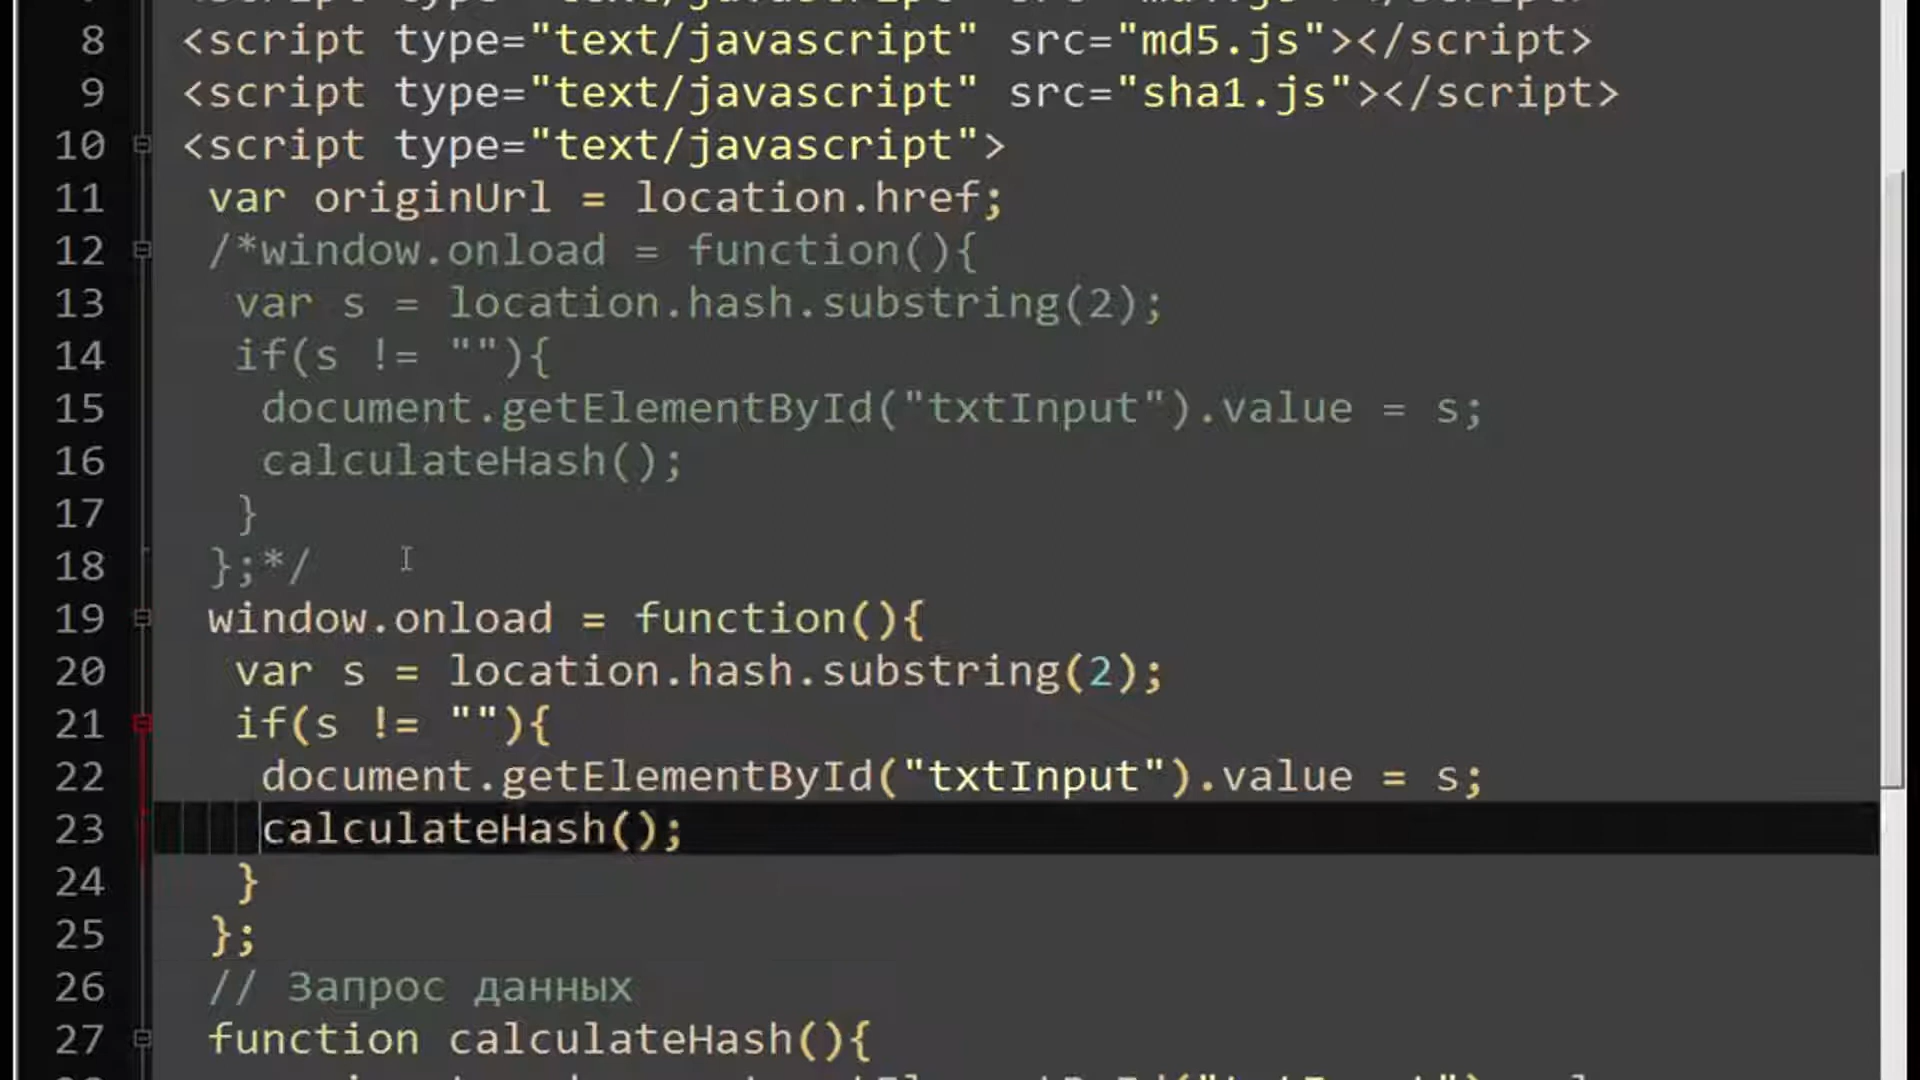 8 <script type="text/javascript" src="md5.js"></script>
9 <script type="text/javascript" src="sha1.js"></script>
10 <script type="text/javascript">
11 var originUrl = location.href;
12 /*window.onload = function(){
13 var s = location.hash.substring(2);
14 if(s != ""){
15 document.getElementById("txtInput").value = s;
16 calculateHash();
17 }
18 };*/
19 window.onload = function(){
20 var s = location.hash.substring(2);
21 if(s != ""){
22 document.getElementById("txtInput").value = s;
23 calculateHash();
24 }
25 };
26 // Запрос данных
27 function calculateHash(){